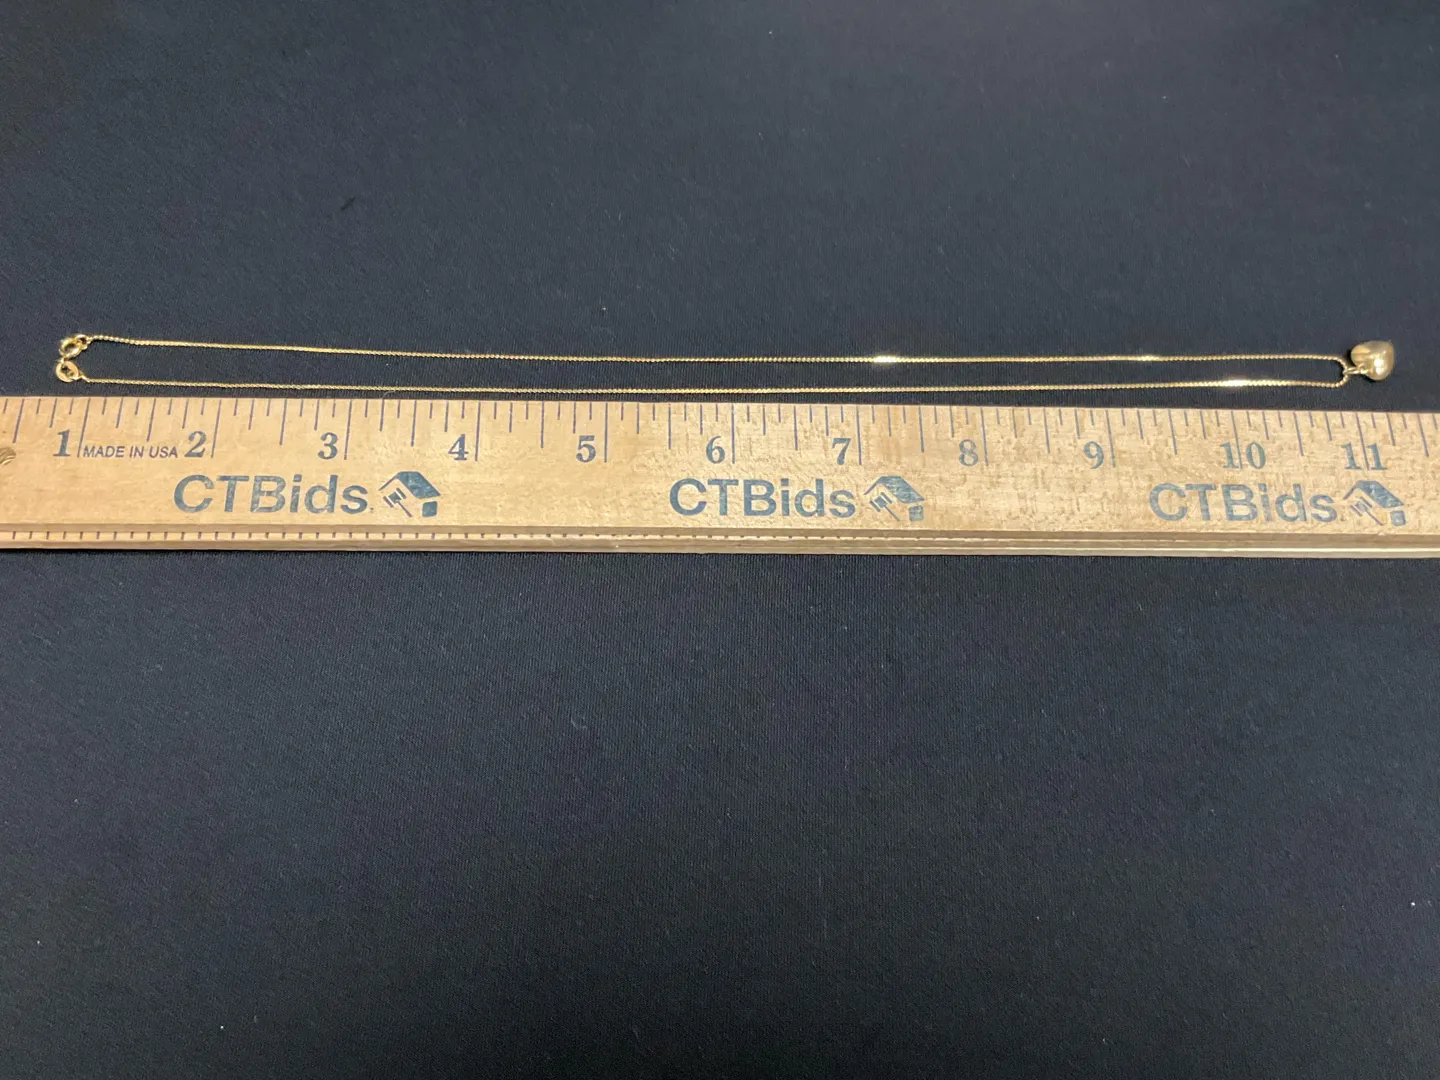 1 MADE IN USA 2 3 4 5 6 7 8 9 10 11
CTBids. CTBids CTBids